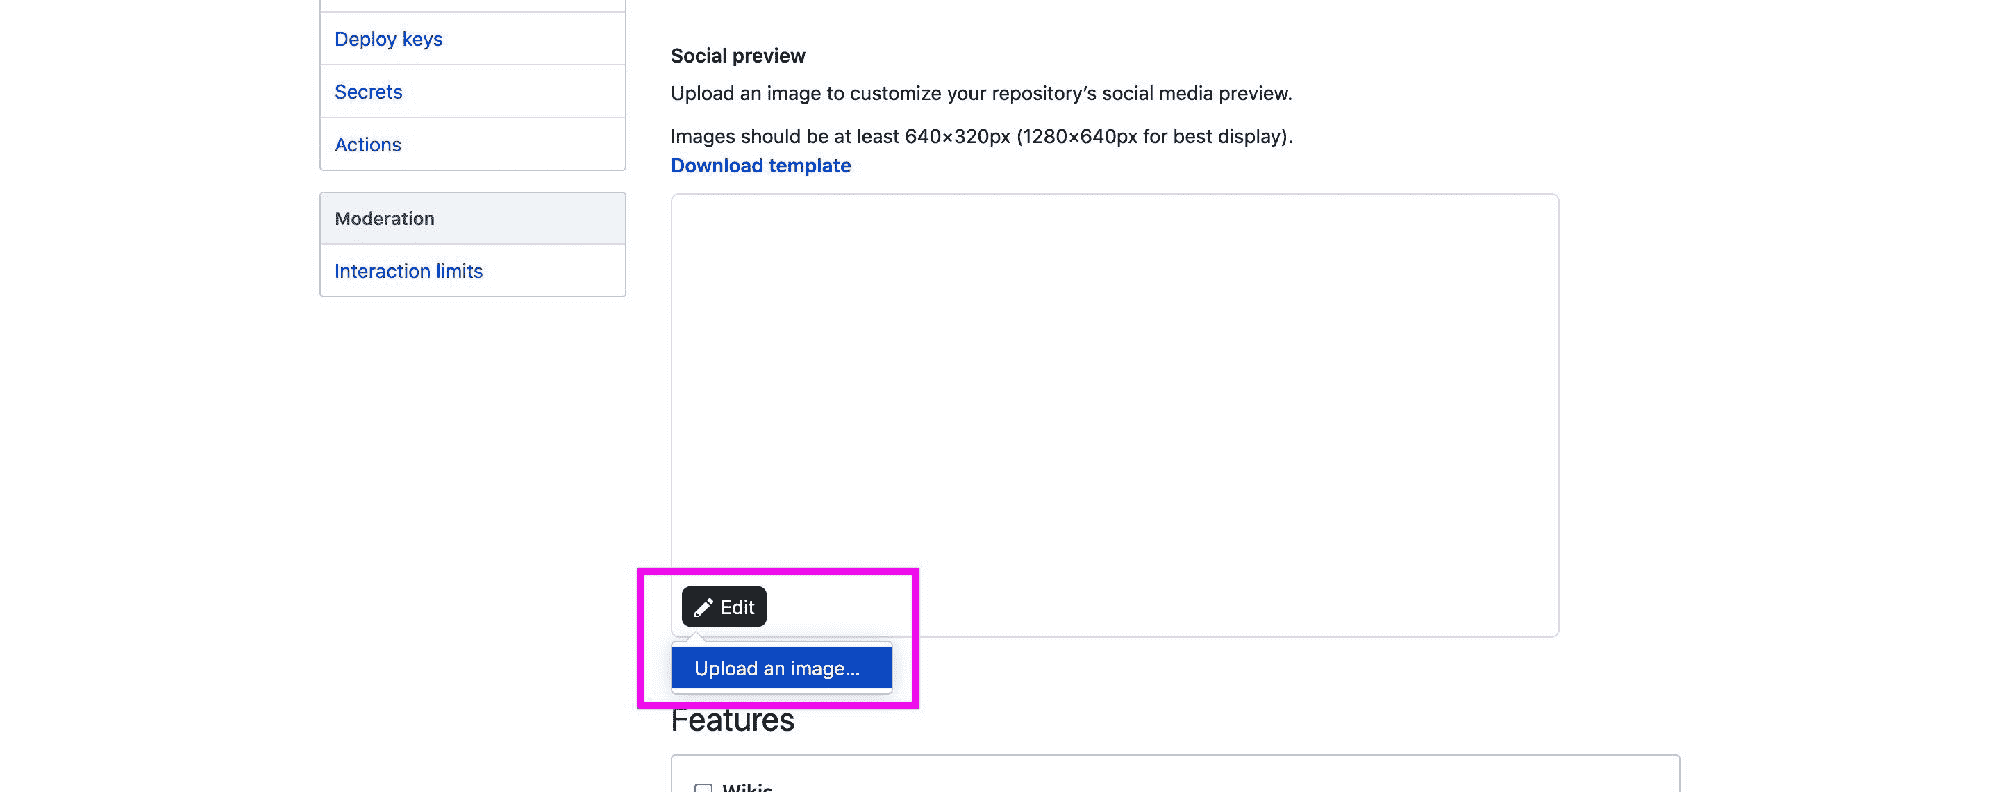 Deploy keys
Secrets
Actions
Moderation
Interaction limits
Social preview
Upload an image to customize your repository's social media preview.
Images should be at least 640×320px (1280×640px for best display).
Download template
Edit
Upload an image...
Features
Wikis